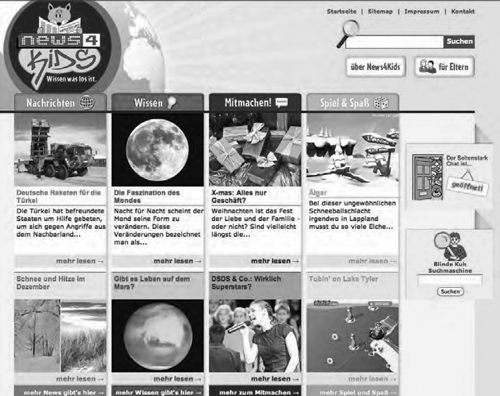 Startseite | Sitemap | Impressum | Kontakt
news 4
KiDS
Wissen was los ist.
Suchen
über News4Kids
für Eltern
Nachrichten
Wissen
Mitmachen!
Spiel & Spaß
Deutsche Raketen für die
Türkei
Die Türkei hat befreundete
Staaten um Hilfe gebeten,
um sich gegen Angriffe aus
dem Nachbarland...
mehr lesen →
Die Faszination des
Mondes
Nacht für Nacht scheint der
Mond seine Form zu
verändern. Diese
Veränderungen bezeichnet
man als...
mehr lesen →
X-mas: Alles nur
Geschäft?
Weihnachten ist das Fest
der Liebe und der Familie -
oder nicht? Sind vielleicht
längst die...
mehr lesen →
Älgar
Bei dieser ungewöhnlichen
Schneeballschlacht
irgendwo in Lappland
musst du so viele Elche...
mehr lesen →
Der Seitenstark
Chat ist...
geöffnet!
Blinde Kuh
Suchmaschine
Suchen
Schnee und Hitze im
Dezember
mehr lesen →
Gibt es Leben auf dem
Mars?
mehr lesen →
DSDS & Co.: Wirklich
Superstars?
mehr lesen →
Tubin' on Lake Tyler
mehr lesen →
mehr News gibt's hier →
mehr Wissen gibt's hier →
mehr zum Mitmachen →
mehr Spiel und Spaß →